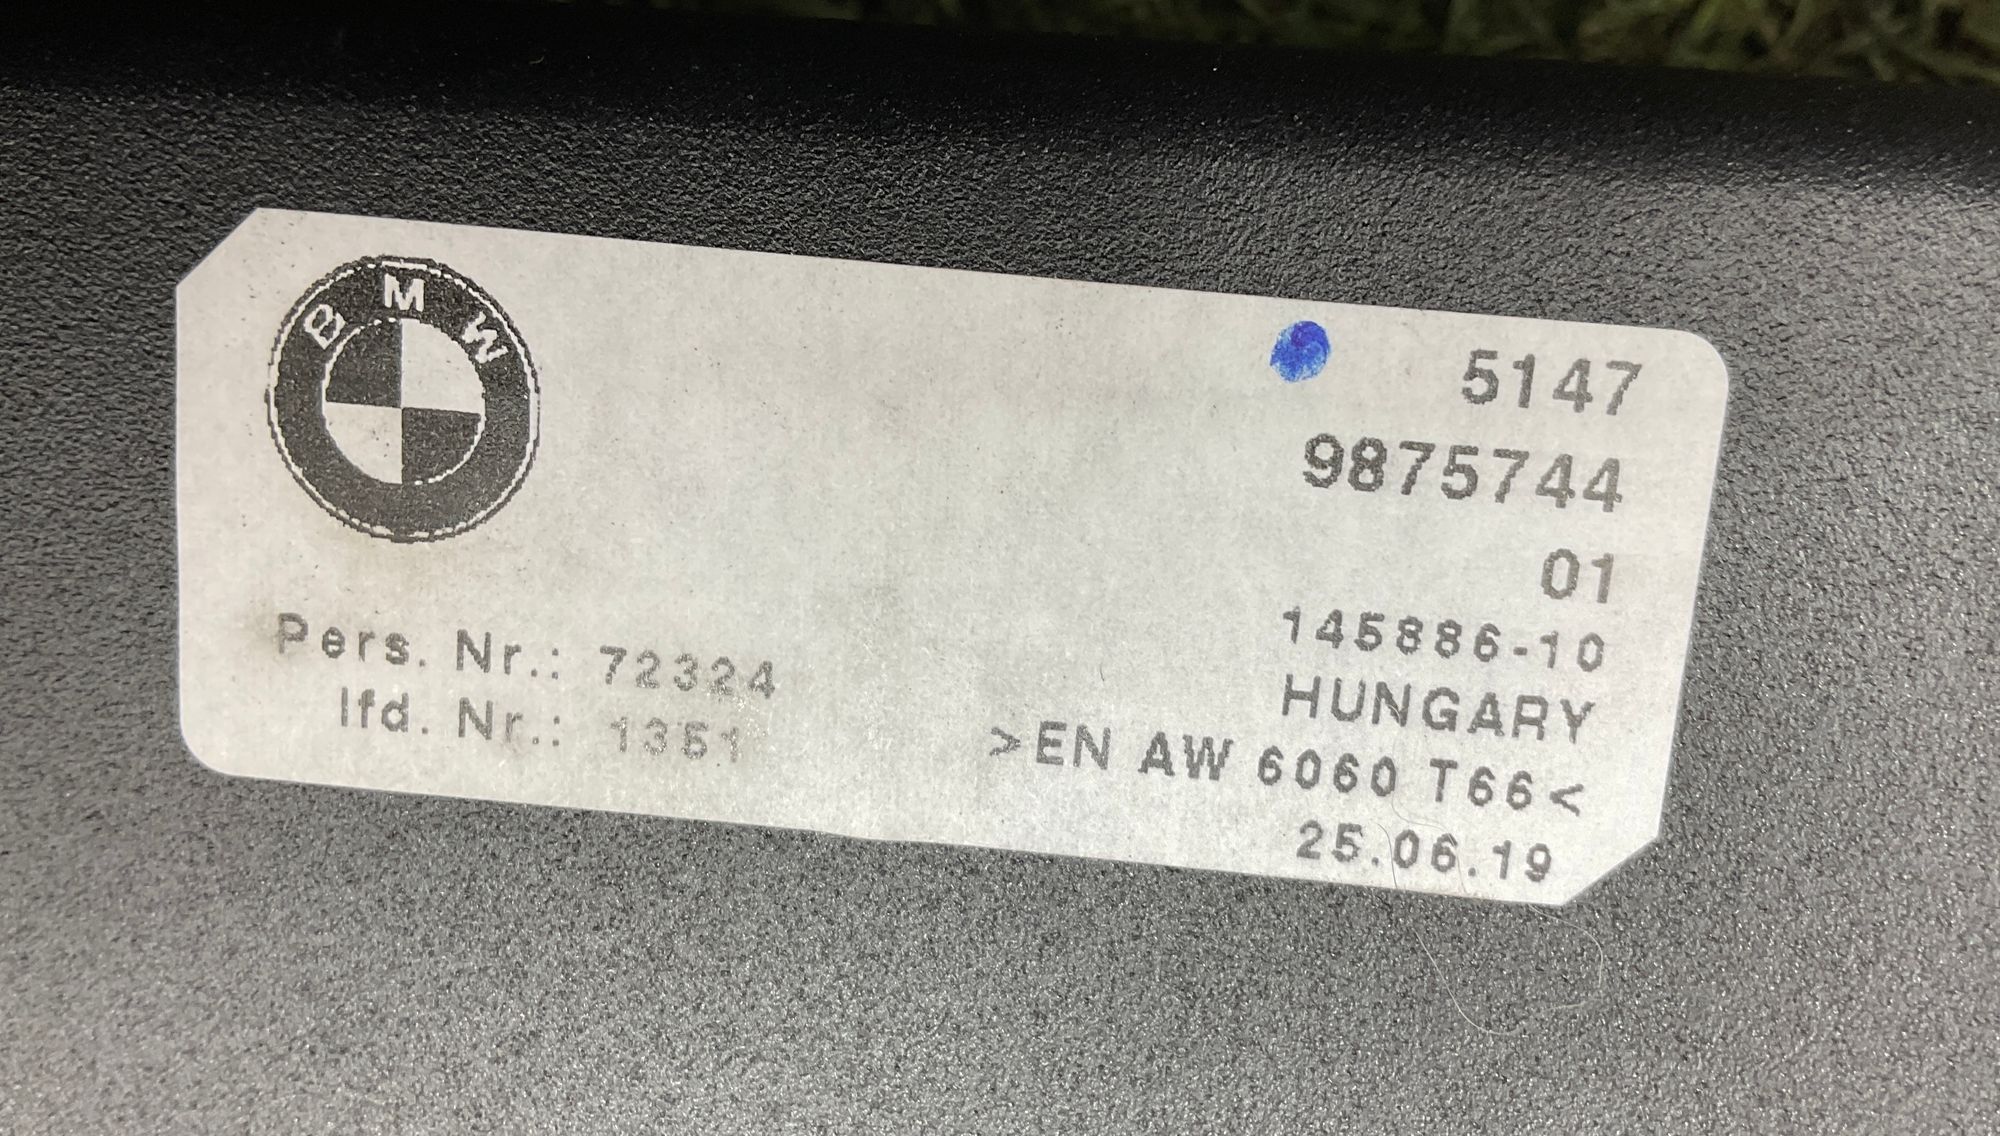 BMW
5147
9875744
01
145886-10
HUNGARY
>EN AW 6060 T66<
25.06.19
Pers. Nr.: 72324
lfd. Nr.: 1351